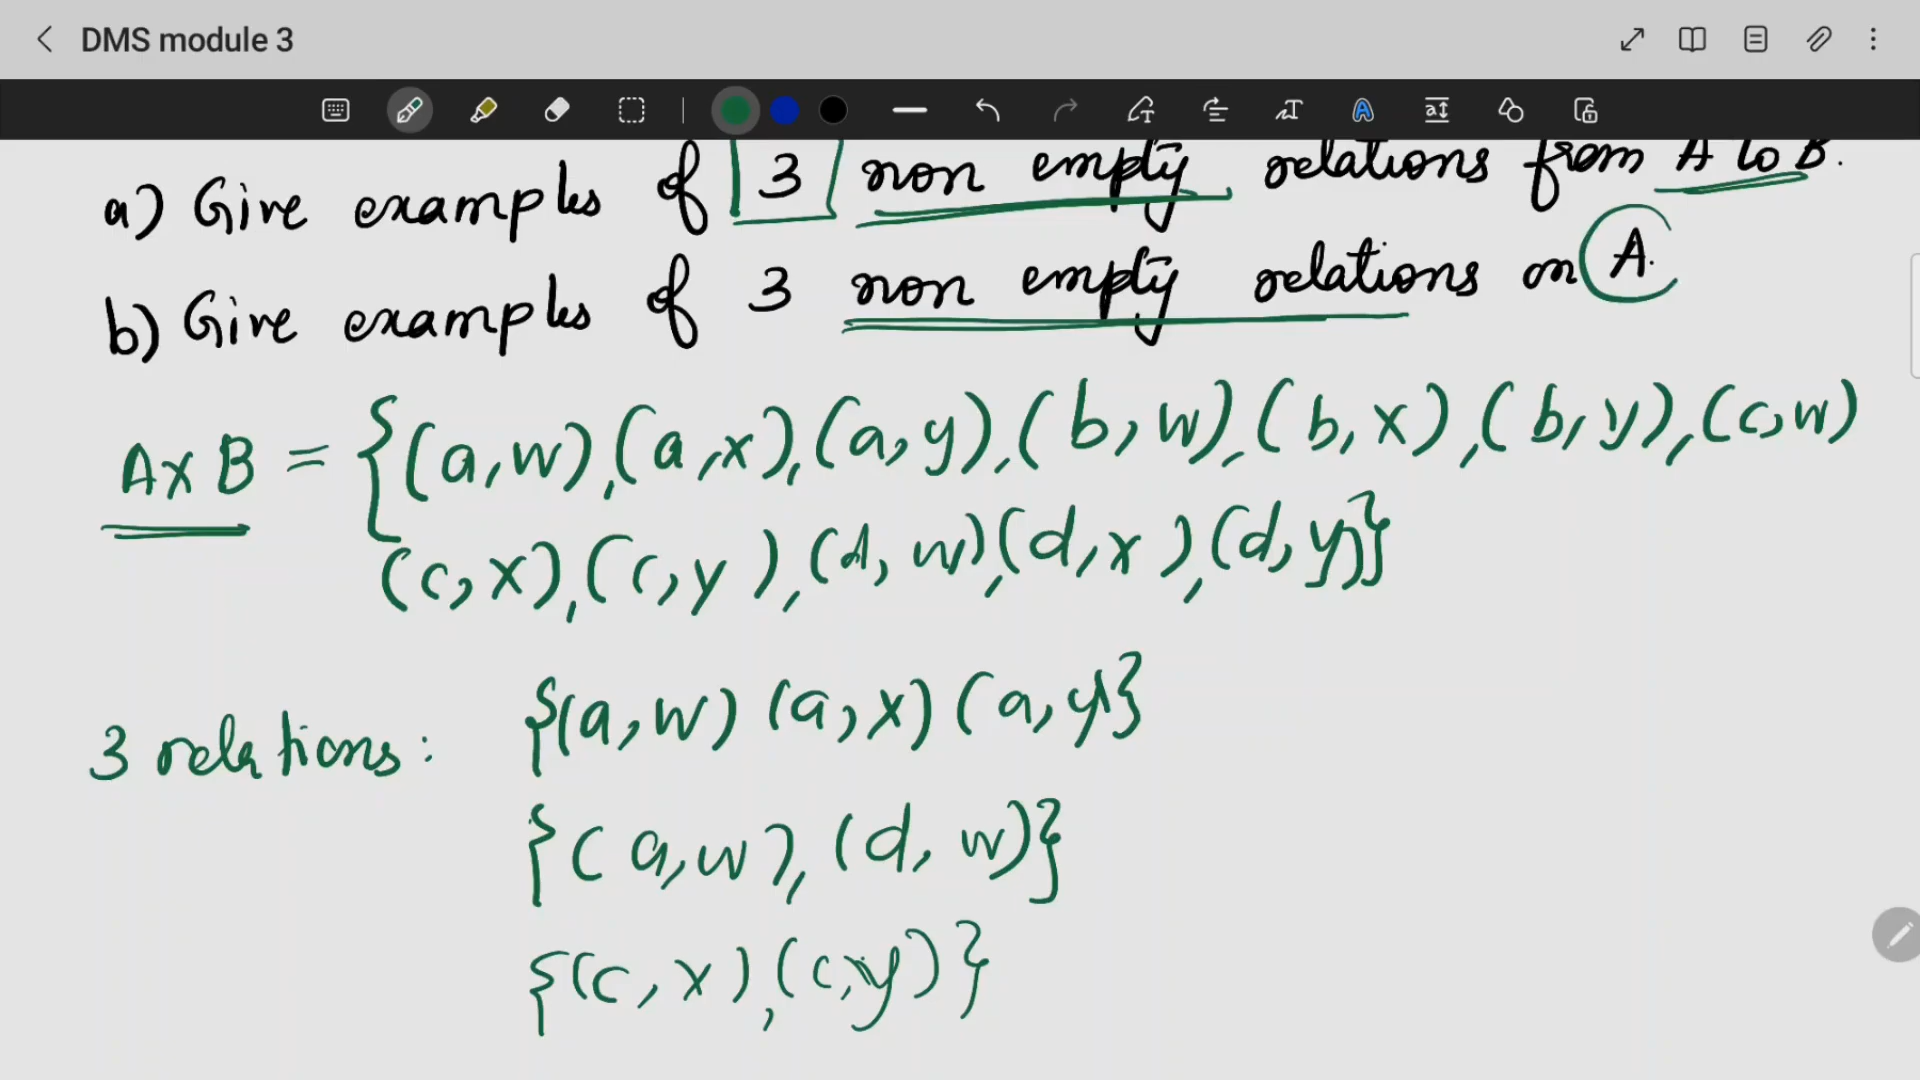 DMS module 3
a) Give examples of 3 non empty relations from A to B.
b) Give examples of 3 non empty relations on A.
A×B = {(a,w),(a,x),(a,y),(b,w),(b,x),(b,y),(c,w)
(c,x),(c,y),(d,w),(d,x),(d,y)}
3 relations: {(a,w) (a,x) (a,y)}
{(a,w),(d,w)}
{(c,x),(c,y)}